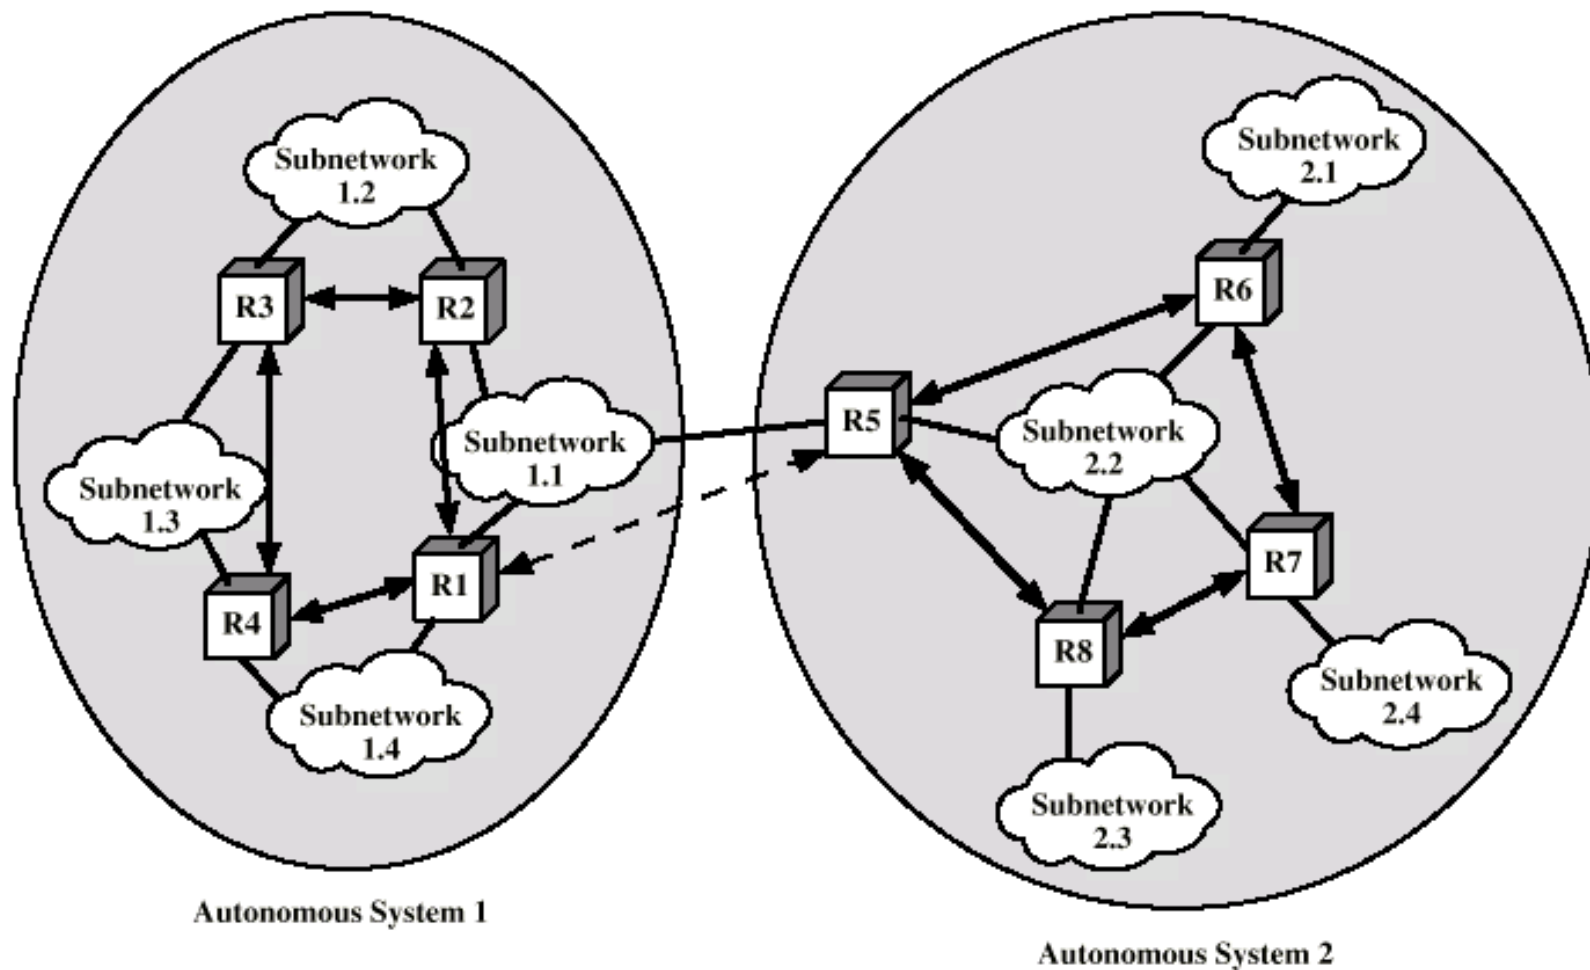 Subnetwork
1.2
R3
R2
Subnetwork
1.1
Subnetwork
1.3
R1
R4
Subnetwork
1.4
Autonomous System 1
Subnetwork
2.1
R6
R5
Subnetwork
2.2
R7
R8
Subnetwork
2.4
Subnetwork
2.3
Autonomous System 2